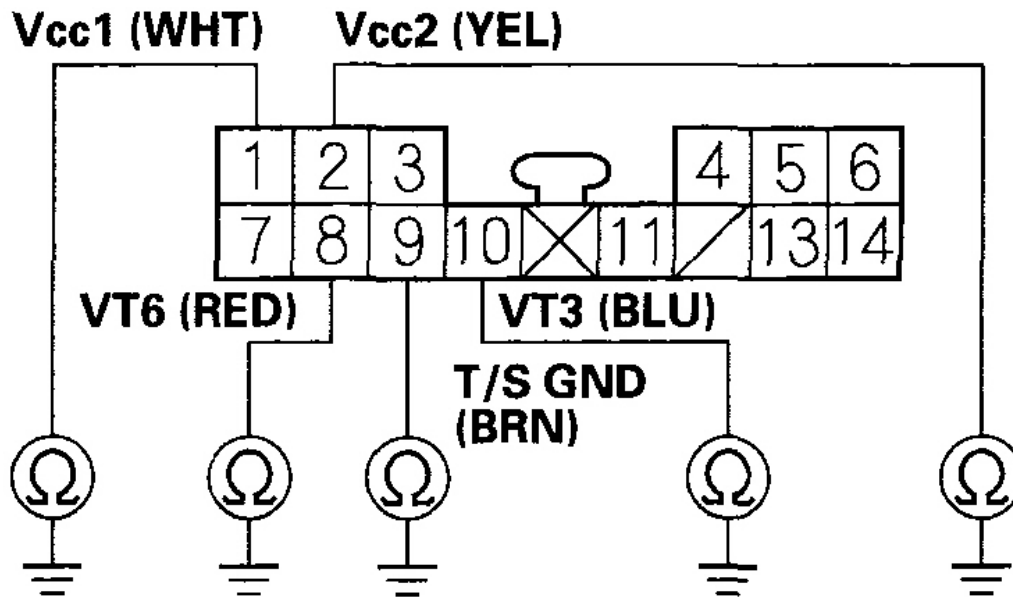 Vcc1 (WHT) Vcc2 (YEL)
1 2 3 4 5 6
7 8 9 10 11 13 14
VT6 (RED) VT3 (BLU)
T/S GND
(BRN)
Ω Ω Ω Ω Ω